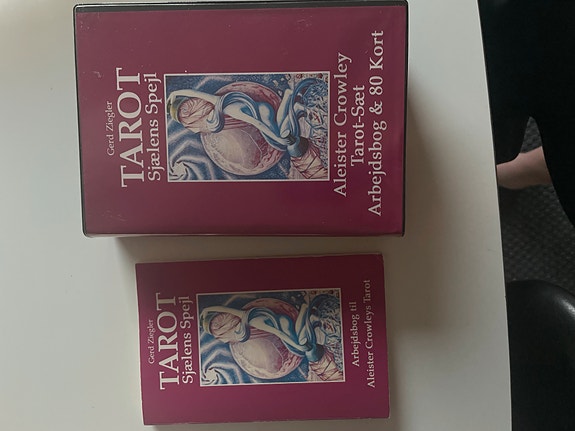 Gerd Ziegler
TAROT
Sjælens Spejl
Aleister Crowley
Tarot-Sæt
Arbejdsbog & 80 Kort
Gerd Ziegler
TAROT
Sjælens Spejl
Arbejdsbog til
Aleister Crowleys Tarot